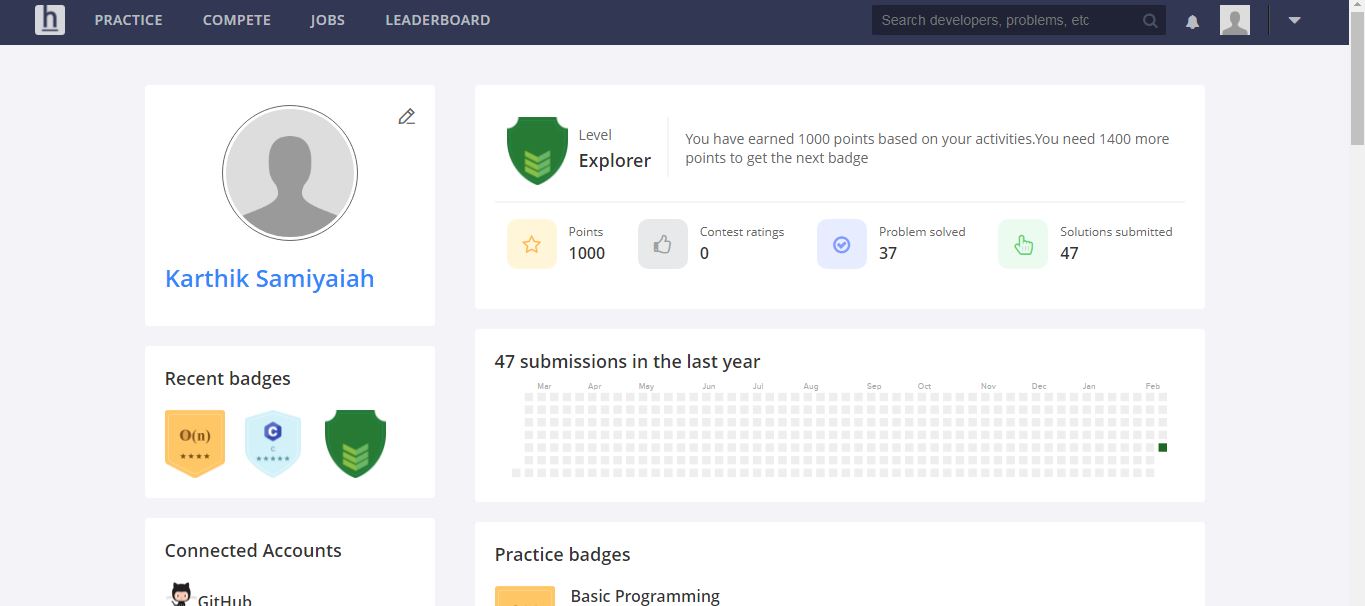 h
PRACTICE COMPETE JOBS LEADERBOARD Search developers, problems, etc
Karthik Samiyaiah
Recent badges
O(n)
C
C
Connected Accounts
GitHub
Level
Explorer
You have earned 1000 points based on your activities.You need 1400 more
points to get the next badge
Points
1000
Contest ratings
0
Problem solved
37
Solutions submitted
47
47 submissions in the last year
Mar Apr May Jun Jul Aug Sep Oct Nov Dec Jan Feb
Practice badges
Basic Programming